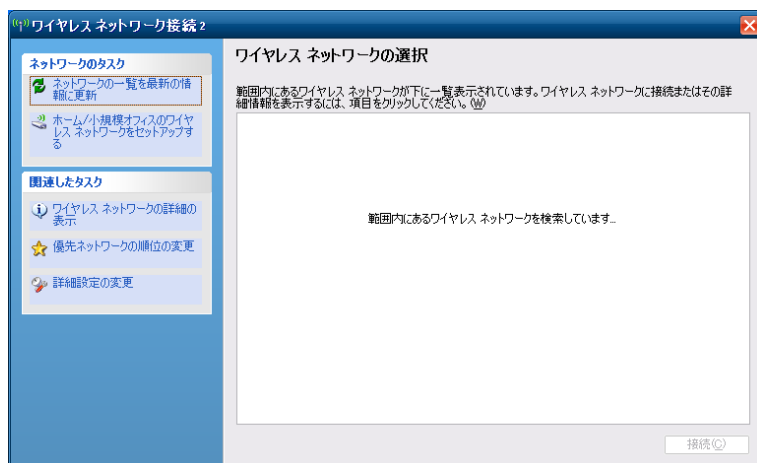 ワイヤレス ネットワーク接続 2
ネットワークのタスク
ネットワークの一覧を最新の情
報に更新
ホーム/小規模オフィスのワイヤ
レス ネットワークをセットアップす
る
関連したタスク
ワイヤレス ネットワークの詳細の
表示
優先ネットワークの順位の変更
詳細設定の変更
ワイヤレス ネットワークの選択
範囲内にあるワイヤレス ネットワークが下に一覧表示されています。ワイヤレス ネットワークに接続またはその詳
細情報を表示するには、項目をクリックしてください。(W)
範囲内にあるワイヤレス ネットワークを検索しています...
接続(C)